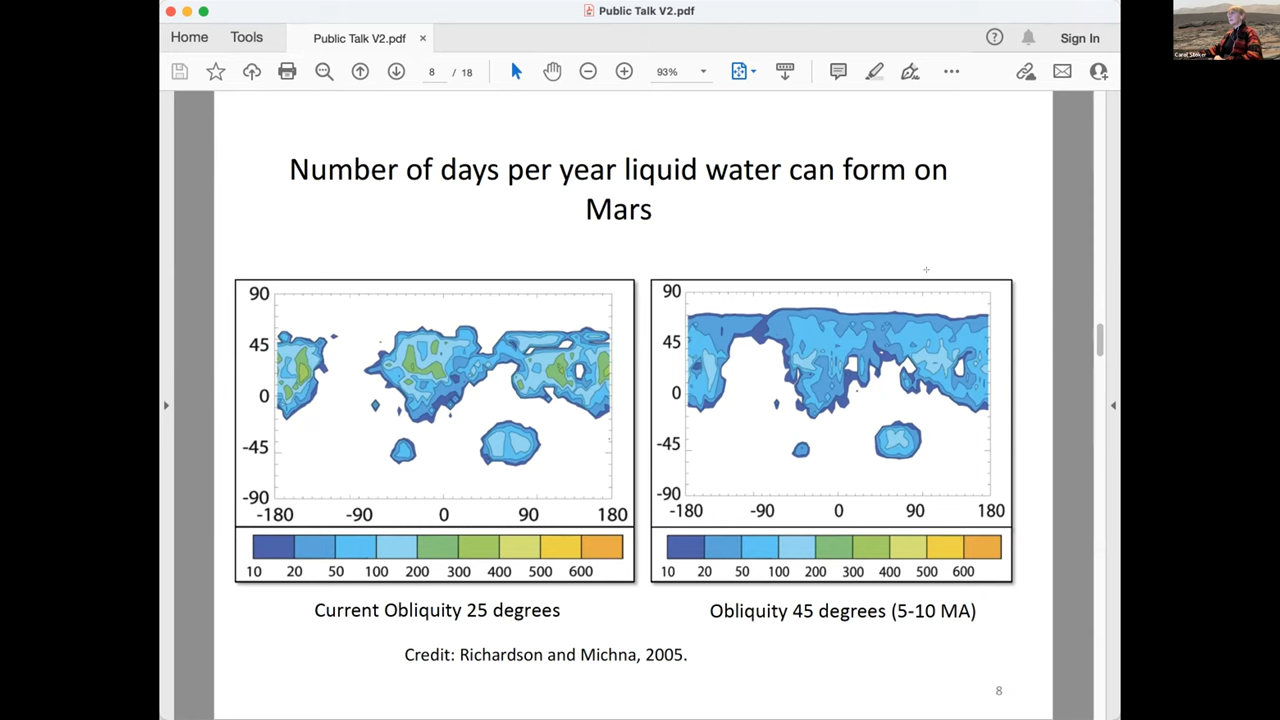 Public Talk V2.pdf
Home
Tools
Public Talk V2.pdf
×
?
Sign In
8 / 18
93%
Carol Stoker
Number of days per year liquid water can form on
Mars
90
45
0
-45
-90
-180 -90 0 90 180
10 20 50 100 200 300 400 500 600
Current Obliquity 25 degrees
90
45
0
-45
-90
-180 -90 0 90 180
10 20 50 100 200 300 400 500 600
Obliquity 45 degrees (5-10 MA)
Credit: Richardson and Michna, 2005.
8